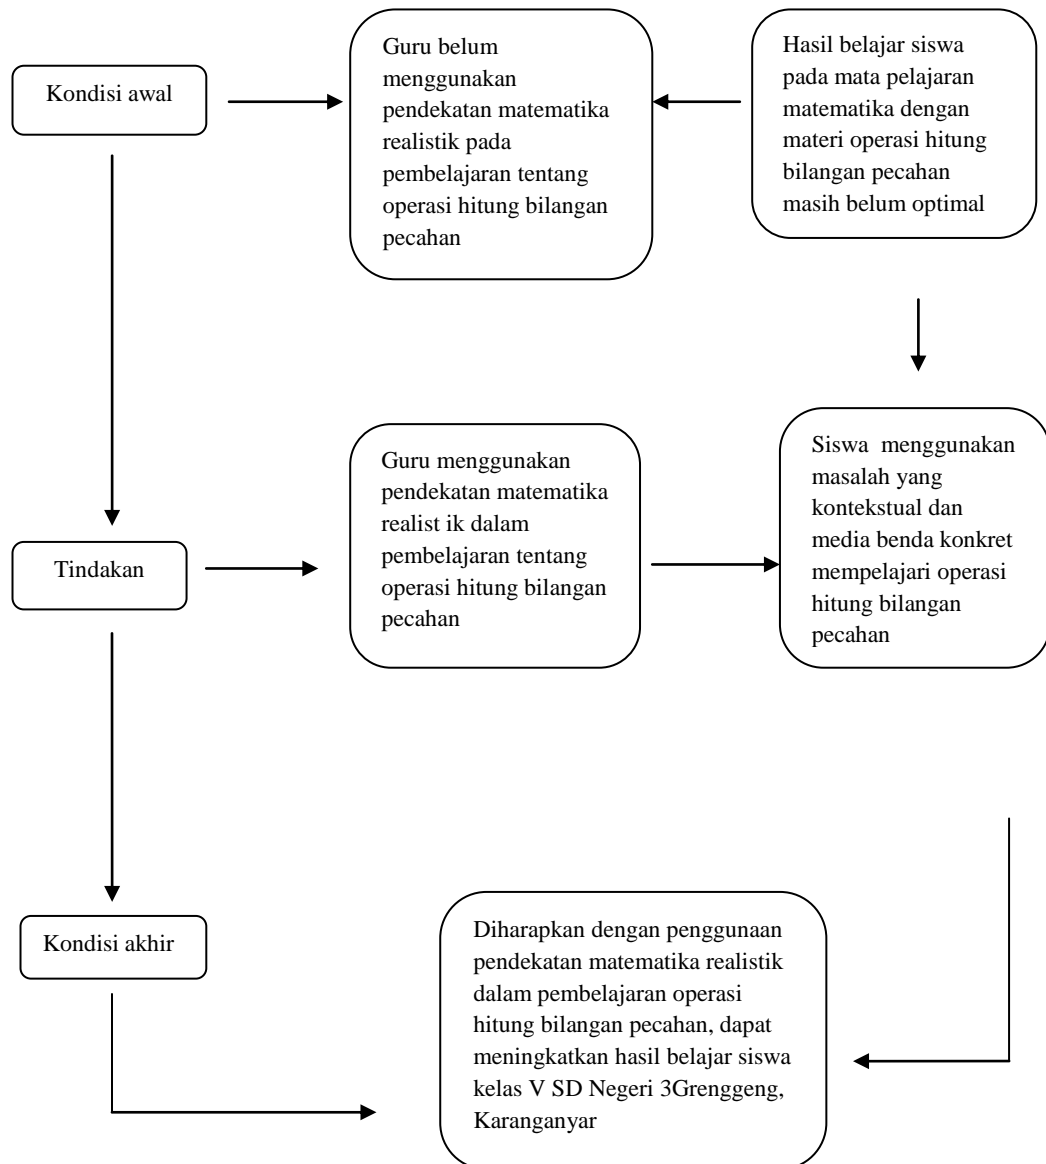 Kondisi awal
Guru belum
menggunakan
pendekatan matematika
realistik pada
pembelajaran tentang
operasi hitung bilangan
pecahan
Hasil belajar siswa
pada mata pelajaran
matematika dengan
materi operasi hitung
bilangan pecahan
masih belum optimal
Tindakan
Guru menggunakan
pendekatan matematika
realist ik dalam
pembelajaran tentang
operasi hitung bilangan
pecahan
Siswa  menggunakan
masalah yang
kontekstual dan
media benda konkret
mempelajari operasi
hitung bilangan
pecahan
Kondisi akhir
Diharapkan dengan penggunaan
pendekatan matematika realistik
dalam pembelajaran operasi
hitung bilangan pecahan, dapat
meningkatkan hasil belajar siswa
kelas V SD Negeri 3Grenggeng,
Karanganyar